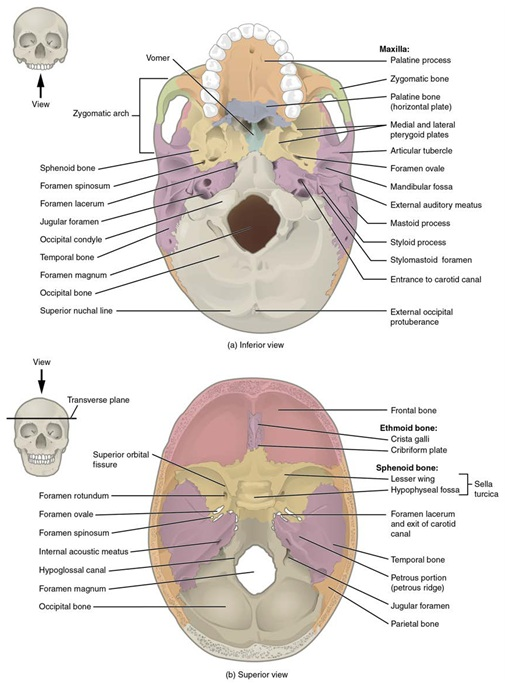 View
Vomer
Zygomatic arch
Sphenoid bone
Foramen spinosum
Foramen lacerum
Jugular foramen
Occipital condyle
Temporal bone
Foramen magnum
Occipital bone
Superior nuchal line
Maxilla:
Palatine process
Zygomatic bone
Palatine bone
(horizontal plate)
Medial and lateral
pterygoid plates
Articular tubercle
Foramen ovale
Mandibular fossa
External auditory meatus
Mastoid process
Styloid process
Stylomastoid foramen
Entrance to carotid canal
External occipital
protuberance
(a) Inferior view
View
Transverse plane
Superior orbital
fissure
Foramen rotundum
Foramen ovale
Foramen spinosum
Internal acoustic meatus
Hypoglossal canal
Foramen magnum
Occipital bone
Frontal bone
Ethmoid bone:
Crista galli
Cribriform plate
Sphenoid bone:
Lesser wing
Hypophyseal fossa
Sella
turcica
Foramen lacerum
and exit of carotid
canal
Temporal bone
Petrous portion
(petrous ridge)
Jugular foramen
Parietal bone
(b) Superior view